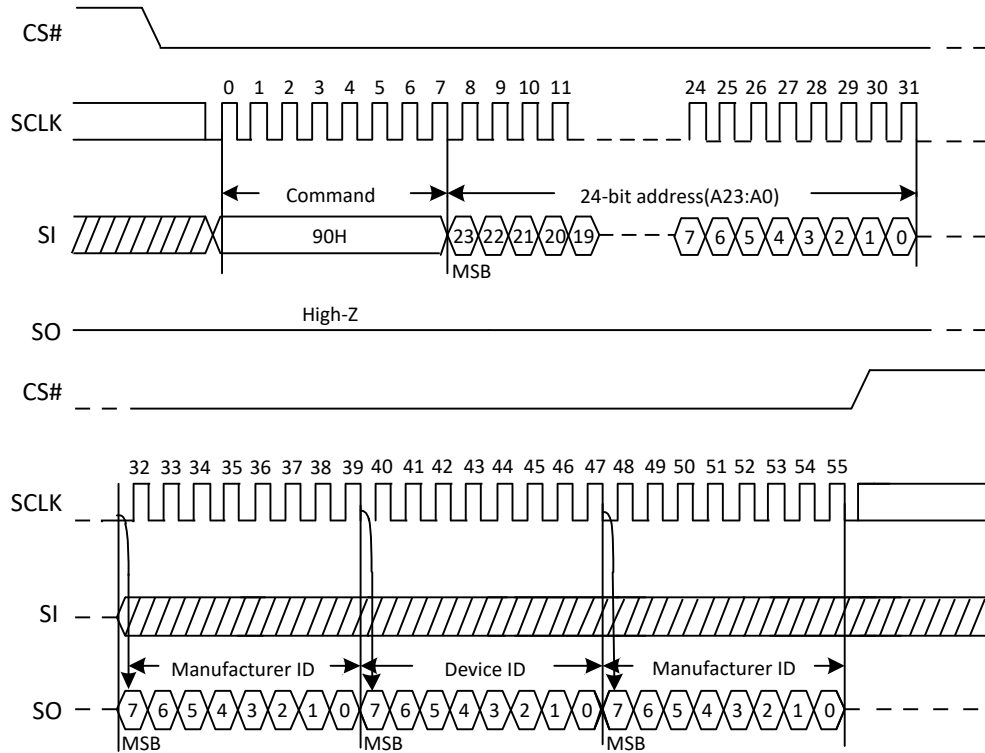 CS#
0 1 2 3 4 5 6 7 8 9 10 11 24 25 26 27 28 29 30 31
SCLK
Command 24-bit address(A23:A0)
SI 90H 23 22 21 20 19 7 6 5 4 3 2 1 0
MSB
High-Z
SO
CS#
32 33 34 35 36 37 38 39 40 41 42 43 44 45 46 47 48 49 50 51 52 53 54 55
SCLK
SI
Manufacturer ID Device ID Manufacturer ID
SO 7 6 5 4 3 2 1 0 7 6 5 4 3 2 1 0 7 6 5 4 3 2 1 0
MSB MSB MSB